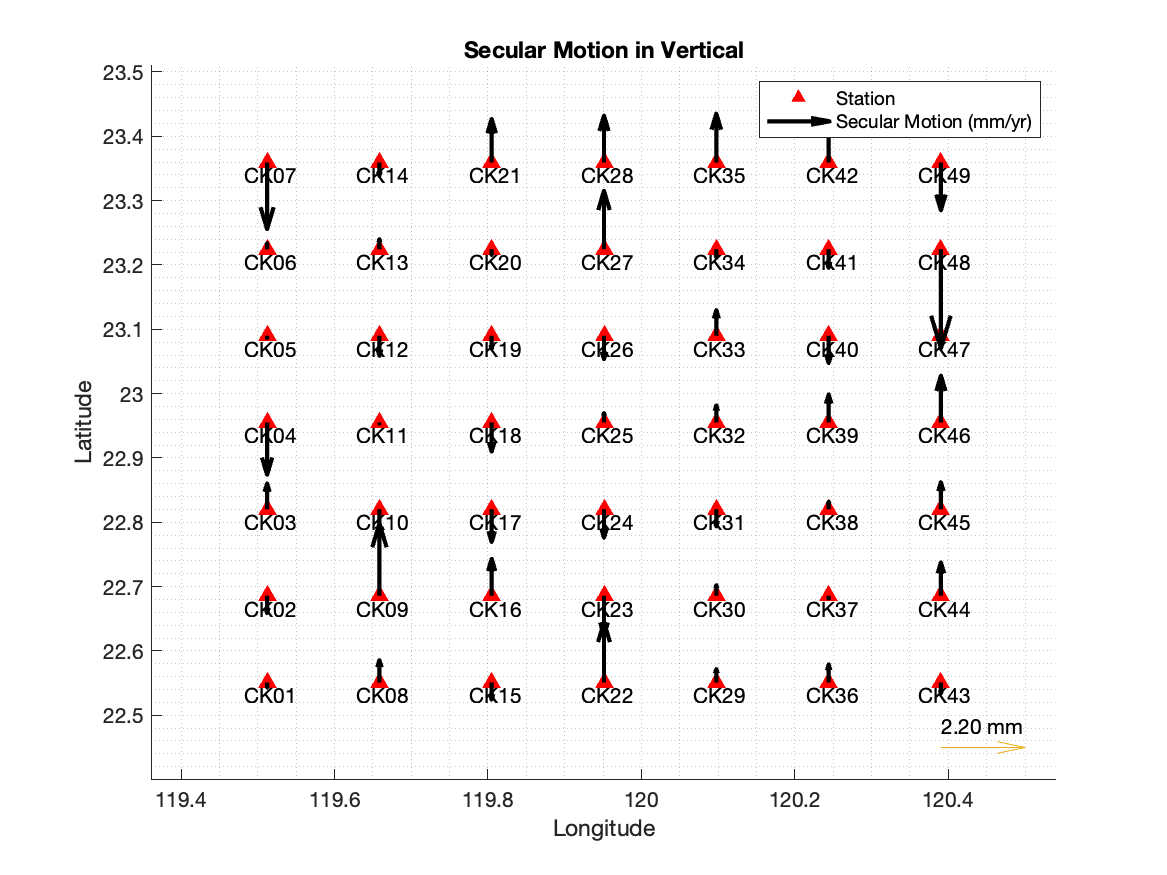 Secular Motion in Vertical
Station
Secular Motion (mm/yr)
23.5
23.4
CK07 CK14 CK21 CK28 CK35 CK42 CK49
23.3
23.2
CK06 CK13 CK20 CK27 CK34 CK41 CK48
23.1
CK05 CK12 CK19 CK26 CK33 CK40 CK47
23
CK04 CK11 CK18 CK25 CK32 CK39 CK46
22.9
22.8
CK03 CK10 CK17 CK24 CK31 CK38 CK45
22.7
CK02 CK09 CK16 CK23 CK30 CK37 CK44
22.6
CK01 CK08 CK15 CK22 CK29 CK36 CK43
22.5
2.20 mm
Latitude
119.4 119.6 119.8 120 120.2 120.4
Longitude